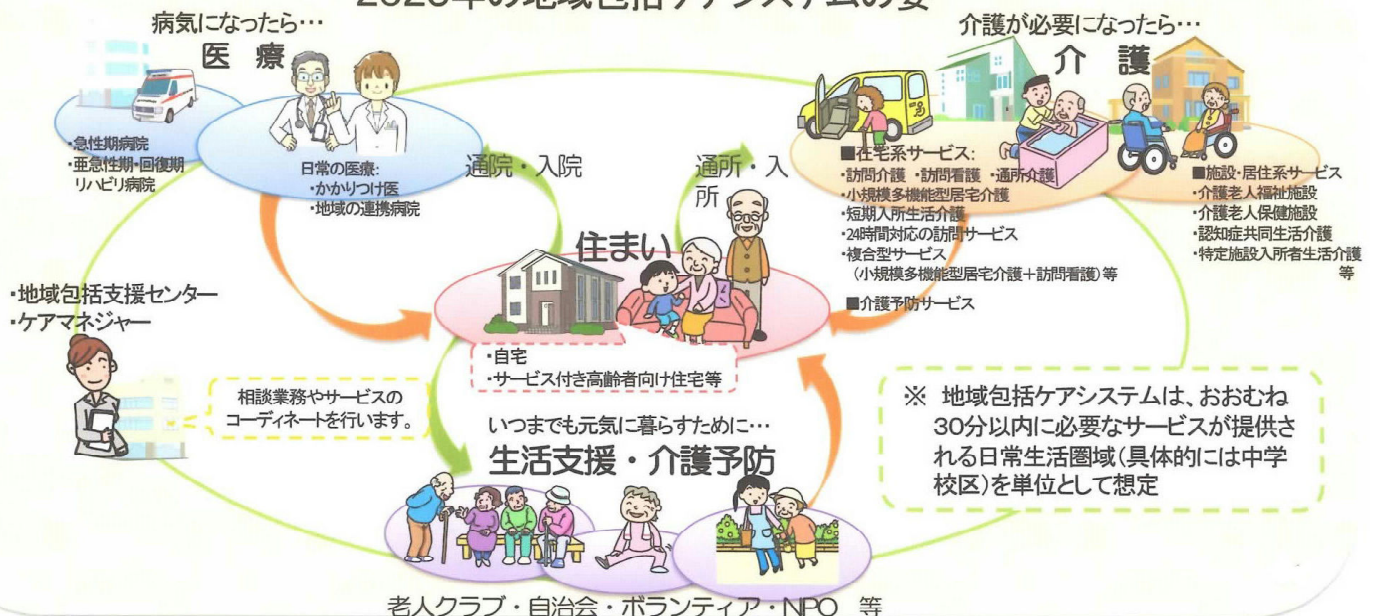 病気になったら…
医 療
・急性期病院
・亜急性期・回復期
リハビリ病院
日常の医療:
・かかりつけ医
・地域の連携病院
通院・入院
通所・入
所
介護が必要になったら…
介 護
■在宅系サービス:
・訪問介護 ・訪問看護 ・通所介護
・小規模多機能型居宅介護
・短期入所生活介護
・24時間対応の訪問サービス
・複合型サービス
(小規模多機能型居宅介護+訪問看護)等
■介護予防サービス
■施設・居住系サービス
・介護老人福祉施設
・介護老人保健施設
・認知症共同生活介護
・特定施設入所者生活介護
等
住まい
・自宅
・サービス付き高齢者向け住宅等
・地域包括支援センター
・ケアマネジャー
相談業務やサービスの
コーディネートを行います。
いつまでも元気に暮らすために…
生活支援・介護予防
老人クラブ・自治会・ボランティア・NPO 等
※ 地域包括ケアシステムは、おおむね
30分以内に必要なサービスが提供さ
れる日常生活圏域(具体的には中学
校区)を単位として想定